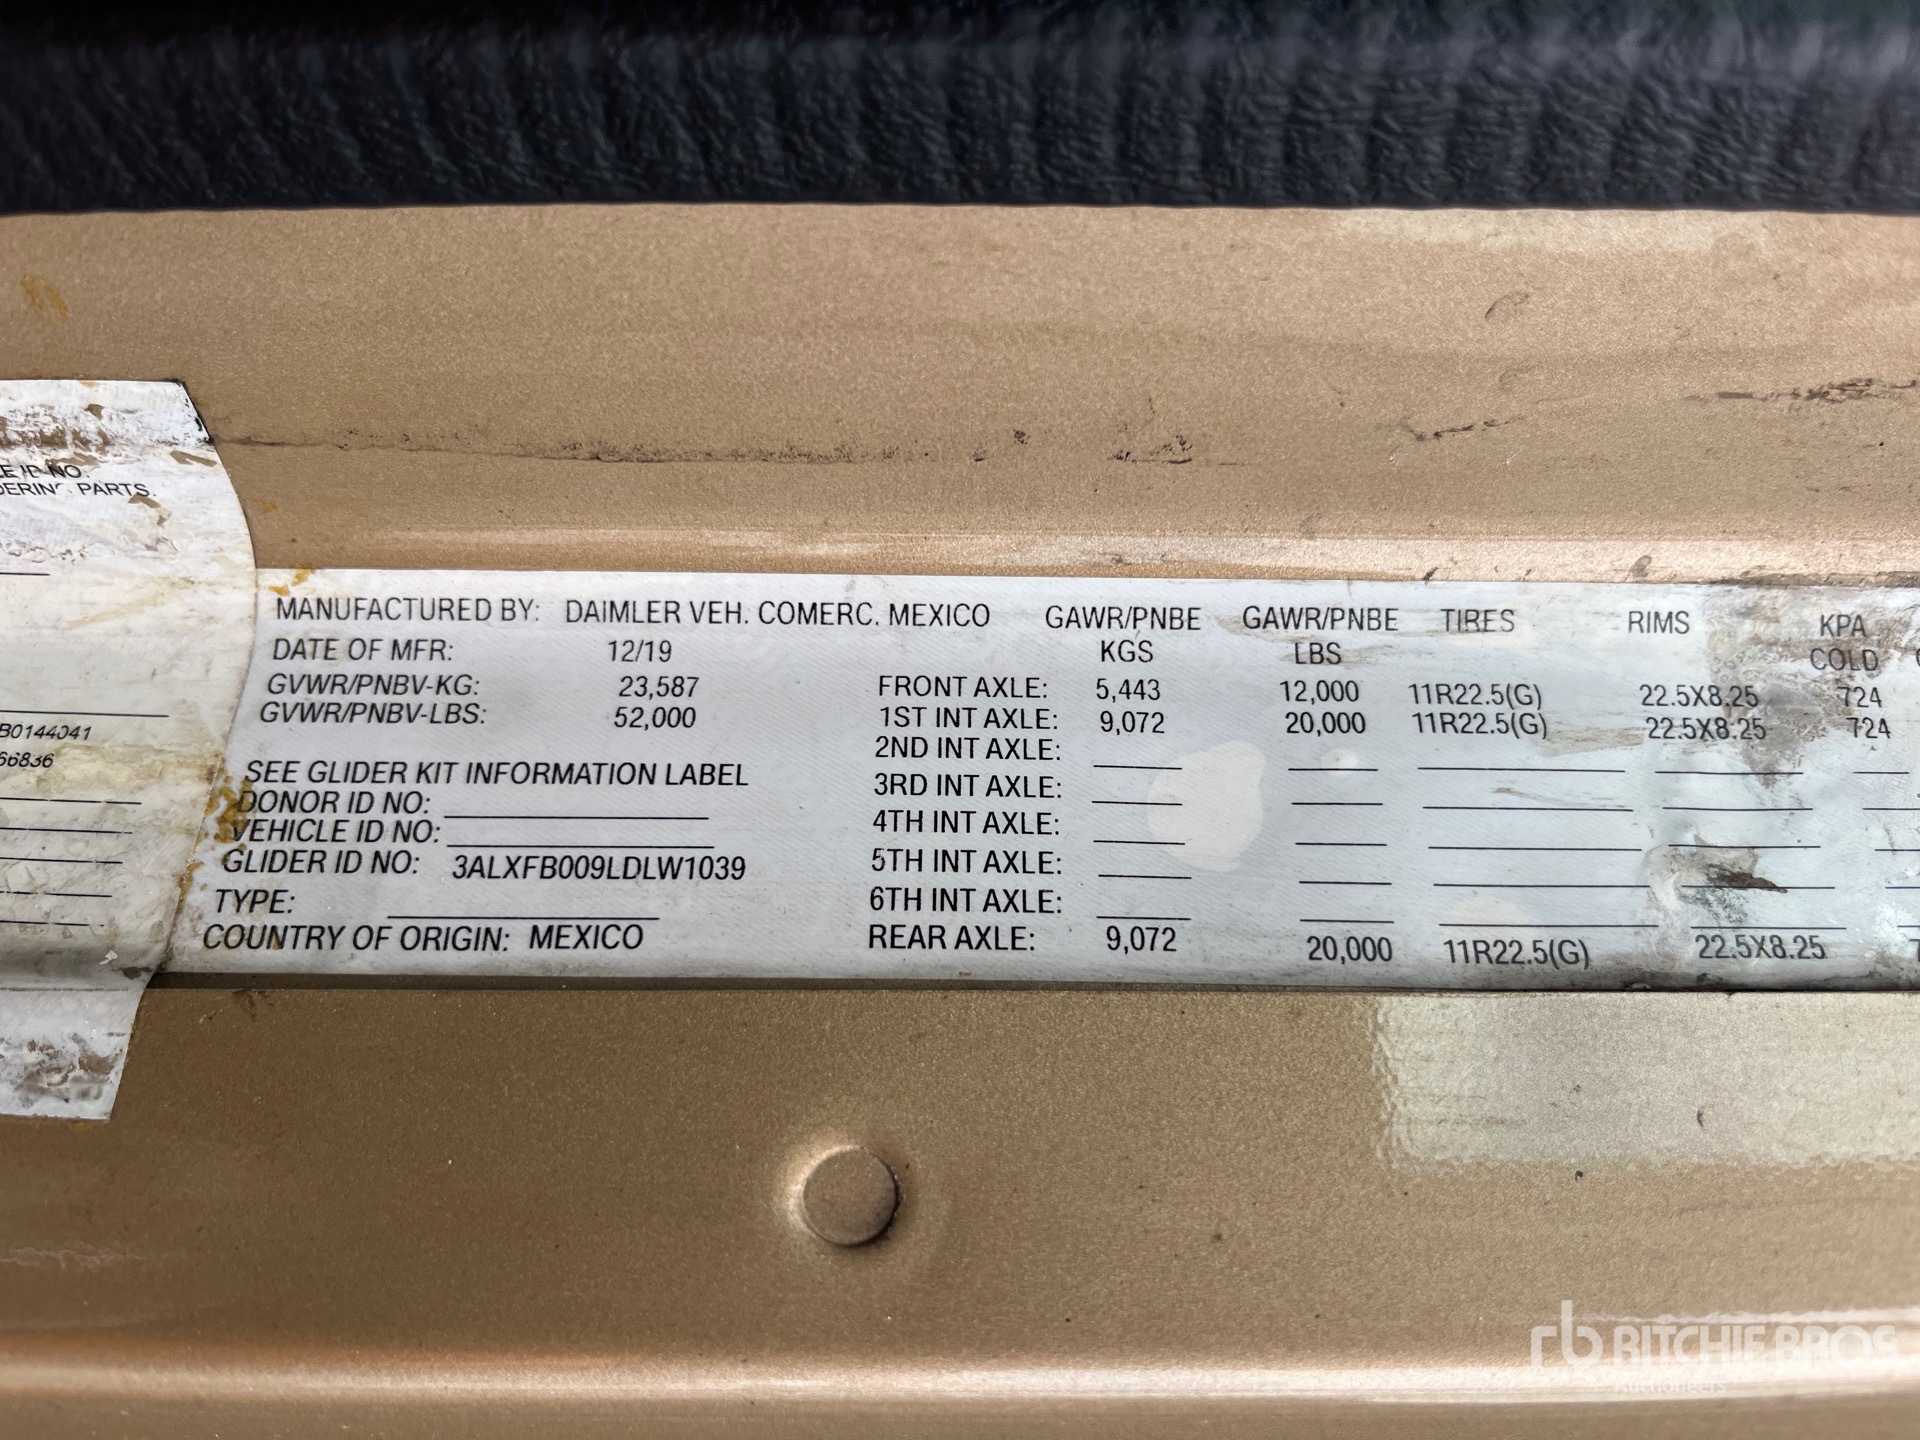 PARTS.
B0144041
66836
MANUFACTURED BY: DAIMLER VEH. COMERC. MEXICO GAWR/PNBE GAWR/PNBE TIRES RIMS KPA
DATE OF MFR: 12/19 KGS LBS COLD
GVWR/PNBV-KG: 23,587 FRONT AXLE: 5,443 12,000 11R22.5(G) 22.5X8.25 724
GVWR/PNBV-LBS: 52,000 1ST INT AXLE: 9,072 20,000 11R22.5(G) 22.5X8.25 724
2ND INT AXLE:
SEE GLIDER KIT INFORMATION LABEL 3RD INT AXLE:
DONOR ID NO:
VEHICLE ID NO: 4TH INT AXLE:
GLIDER ID NO: 3ALXFB009LDLW1039 5TH INT AXLE:
TYPE: 6TH INT AXLE:
COUNTRY OF ORIGIN: MEXICO REAR AXLE: 9,072 20,000 11R22.5(G) 22.5X8.25
rb RITCHIE BROS
Auctioneers